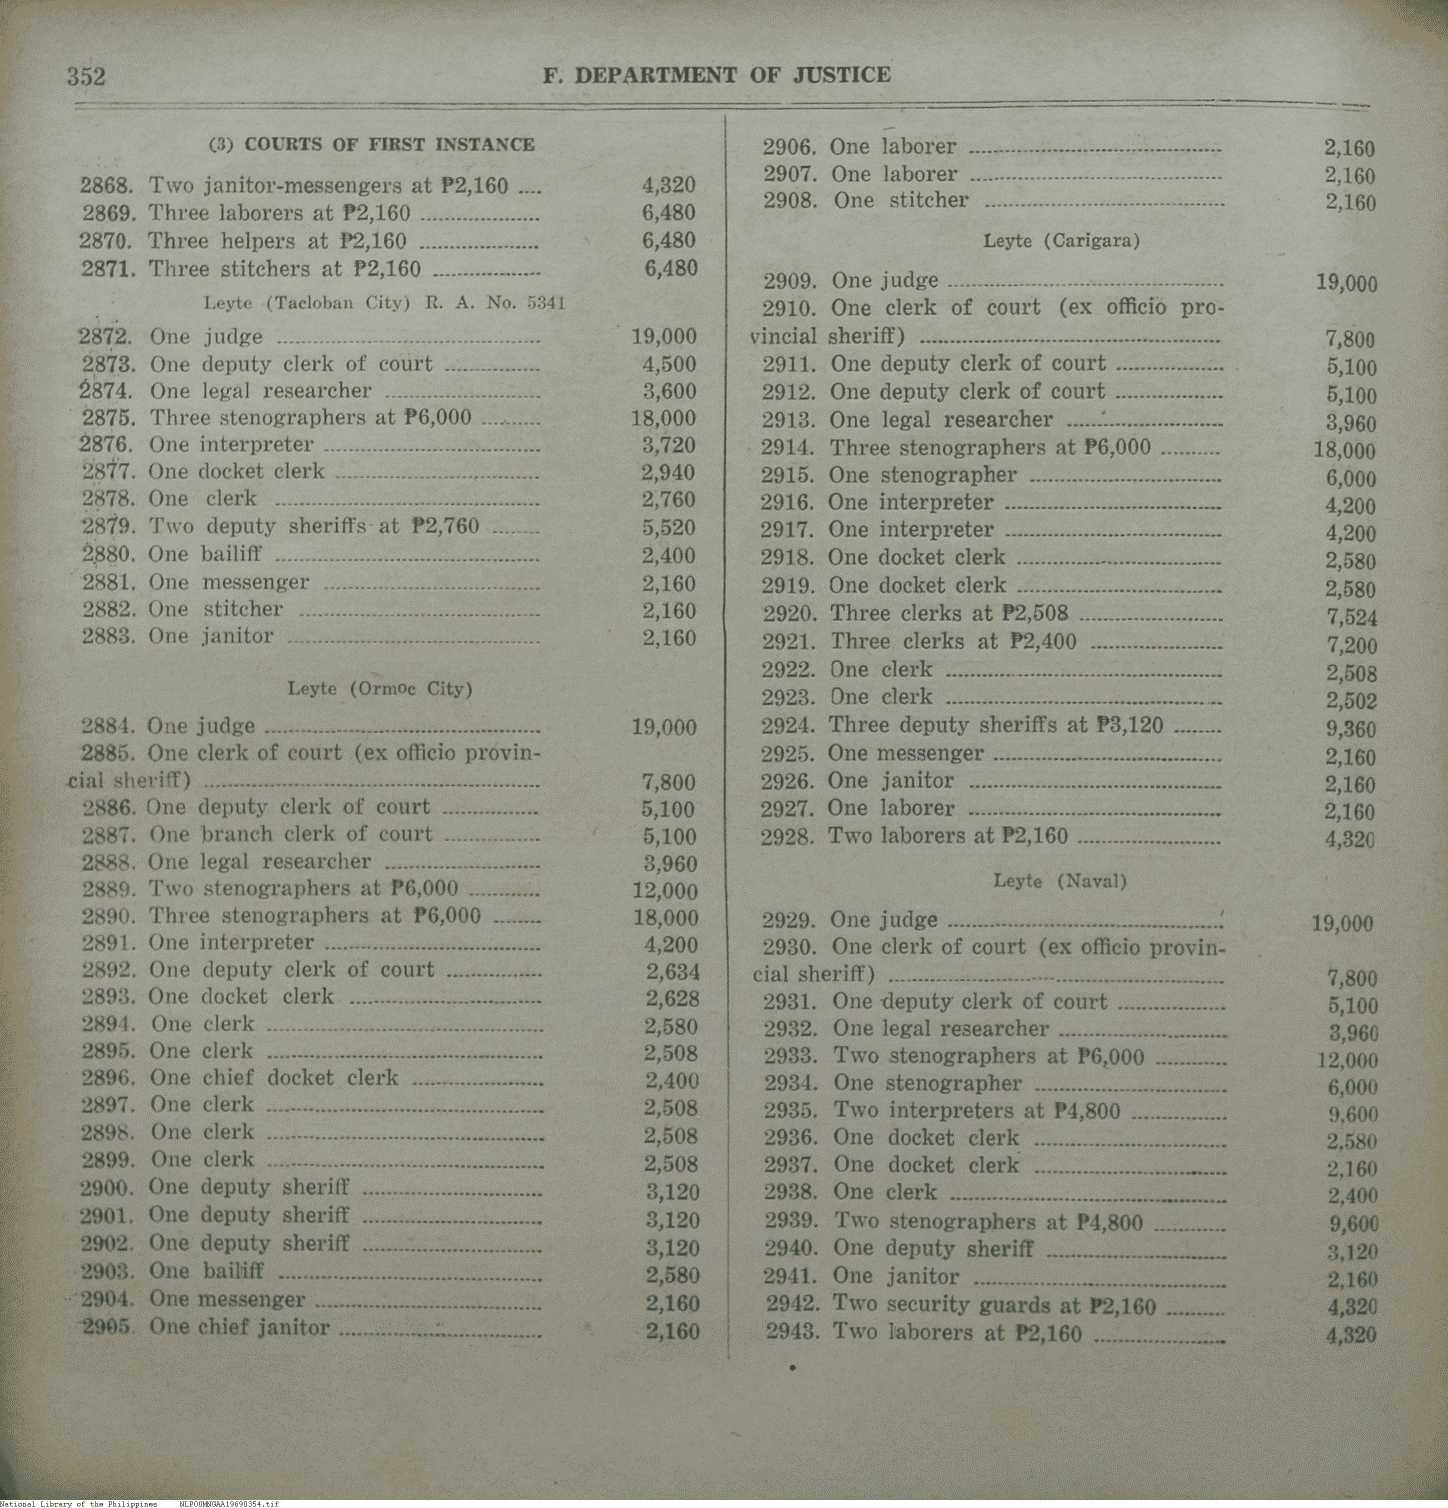 352
F. DEPARTMENT OF JUSTICE
(3) COURTS OF FIRST INSTANCE
2868. Two janitor-messengers at ₱2,160 .... 4,320
2869. Three laborers at ₱2,160 .... 6,480
2870. Three helpers at ₱2,160 .... 6,480
2871. Three stitchers at ₱2,160 .... 6,480
Leyte (Tacloban City) R. A. No. 5341
2872. One judge .... 19,000
2873. One deputy clerk of court .... 4,500
2874. One legal researcher .... 3,600
2875. Three stenographers at ₱6,000 .... 18,000
2876. One interpreter .... 3,720
2877. One docket clerk .... 2,940
2878. One clerk .... 2,760
2879. Two deputy sheriffs at ₱2,760 .... 5,520
2880. One bailiff .... 2,400
2881. One messenger .... 2,160
2882. One stitcher .... 2,160
2883. One janitor .... 2,160
Leyte (Ormoc City)
2884. One judge .... 19,000
2885. One clerk of court (ex officio provin-
cial sheriff) .... 7,800
2886. One deputy clerk of court .... 5,100
2887. One branch clerk of court .... 5,100
2888. One legal researcher .... 3,960
2889. Two stenographers at ₱6,000 .... 12,000
2890. Three stenographers at ₱6,000 .... 18,000
2891. One interpreter .... 4,200
2892. One deputy clerk of court .... 2,634
2893. One docket clerk .... 2,628
2894. One clerk .... 2,580
2895. One clerk .... 2,508
2896. One chief docket clerk .... 2,400
2897. One clerk .... 2,508
2898. One clerk .... 2,508
2899. One clerk .... 2,508
2900. One deputy sheriff .... 3,120
2901. One deputy sheriff .... 3,120
2902. One deputy sheriff .... 3,120
2903. One bailiff .... 2,580
2904. One messenger .... 2,160
2905. One chief janitor .... 2,160
2906. One laborer .... 2,160
2907. One laborer .... 2,160
2908. One stitcher .... 2,160
Leyte (Carigara)
2909. One judge .... 19,000
2910. One clerk of court (ex officio pro-
vincial sheriff) .... 7,800
2911. One deputy clerk of court .... 5,100
2912. One deputy clerk of court .... 5,100
2913. One legal researcher .... 3,960
2914. Three stenographers at ₱6,000 .... 18,000
2915. One stenographer .... 6,000
2916. One interpreter .... 4,200
2917. One interpreter .... 4,200
2918. One docket clerk .... 2,580
2919. One docket clerk .... 2,580
2920. Three clerks at ₱2,508 .... 7,524
2921. Three clerks at ₱2,400 .... 7,200
2922. One clerk .... 2,508
2923. One clerk .... 2,502
2924. Three deputy sheriffs at ₱3,120 .... 9,360
2925. One messenger .... 2,160
2926. One janitor .... 2,160
2927. One laborer .... 2,160
2928. Two laborers at ₱2,160 .... 4,320
Leyte (Naval)
2929. One judge .... 19,000
2930. One clerk of court (ex officio provin-
cial sheriff) .... 7,800
2931. One deputy clerk of court .... 5,100
2932. One legal researcher .... 3,960
2933. Two stenographers at ₱6,000 .... 12,000
2934. One stenographer .... 6,000
2935. Two interpreters at ₱4,800 .... 9,600
2936. One docket clerk .... 2,580
2937. One docket clerk .... 2,160
2938. One clerk .... 2,400
2939. Two stenographers at ₱4,800 .... 9,600
2940. One deputy sheriff .... 3,120
2941. One janitor .... 2,160
2942. Two security guards at ₱2,160 .... 4,320
2943. Two laborers at ₱2,160 .... 4,320
National Library of the Philippines NLPO0MNGAA19690354.tif